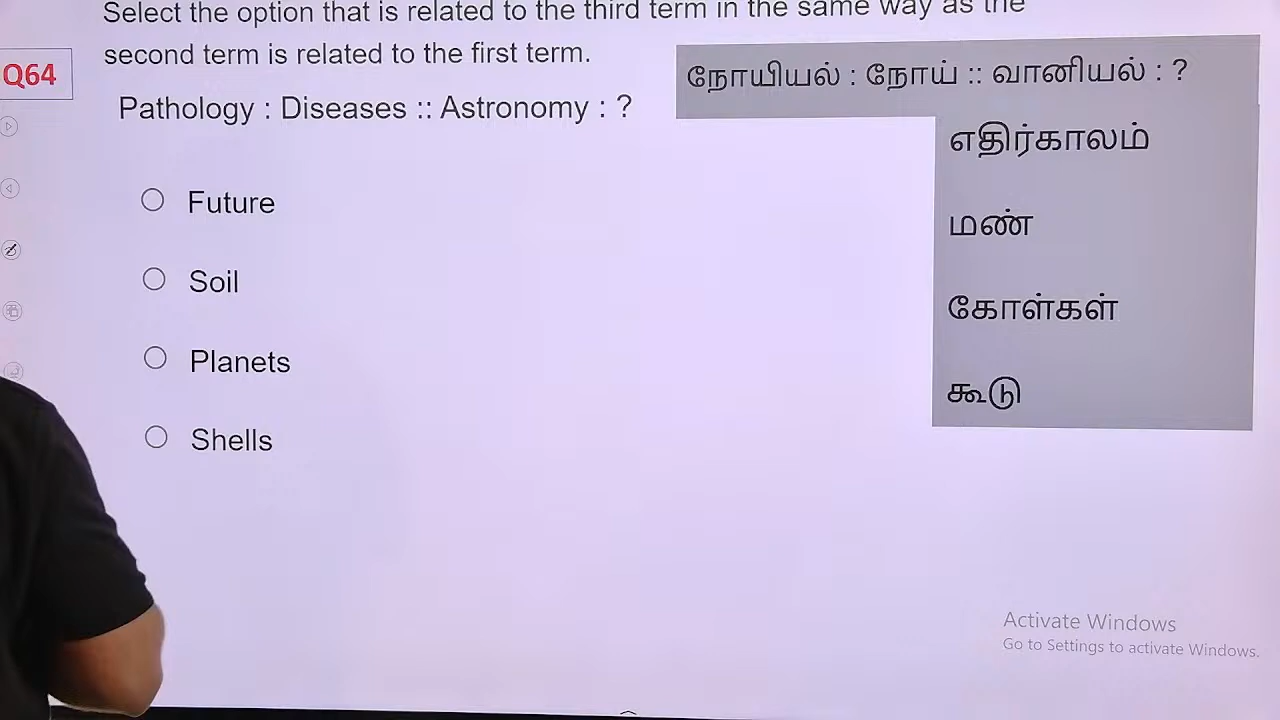 Select the option that is related to the third term in the same way as the
second term is related to the first term.
Q64
நோயியல் : நோய் :: வானியல் : ?
Pathology : Diseases :: Astronomy : ?
எதிர்காலம்
Future
மண்
Soil
கோள்கள்
Planets
கூடு
Shells
Activate Windows
Go to Settings to activate Windows.